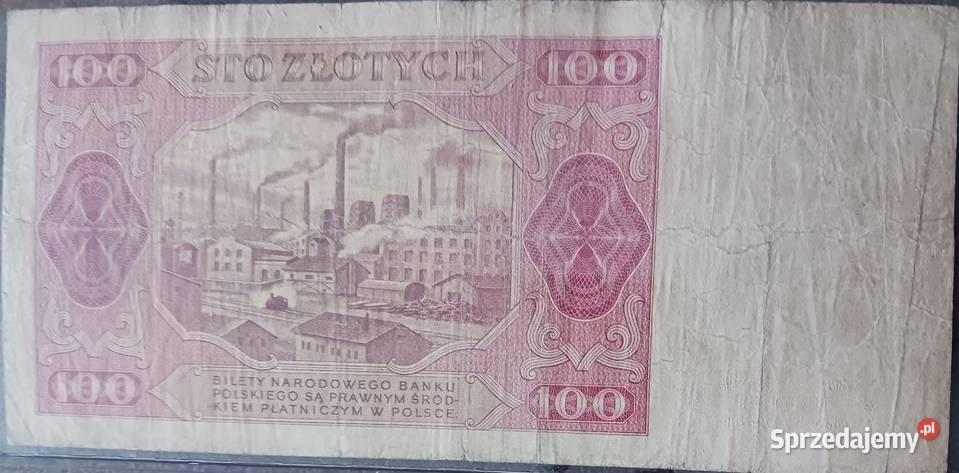 100 STO ZŁOTYCH 100
BILETY NARODOWEGO BANKU
POLSKIEGO SĄ PRAWNYM ŚROD-
-KIEM PŁATNICZYM W POLSCE.
100 100
Sprzedajemy.pl